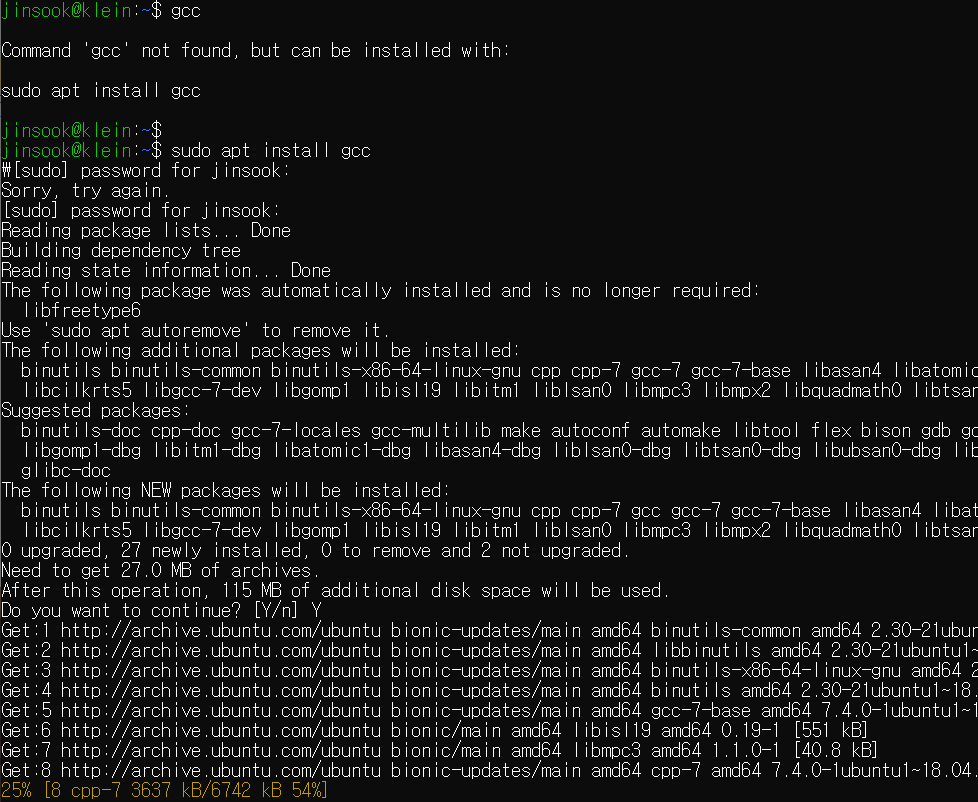 jinsook@klein:~$ gcc
Command 'gcc' not found, but can be installed with:
sudo apt install gcc
jinsook@klein:~$
jinsook@klein:~$ sudo apt install gcc
₩[sudo] password for jinsook:
Sorry, try again.
[sudo] password for jinsook:
Reading package lists... Done
Building dependency tree
Reading state information... Done
The following package was automatically installed and is no longer required:
  libfreetype6
Use 'sudo apt autoremove' to remove it.
The following additional packages will be installed:
  binutils binutils-common binutils-x86-64-linux-gnu cpp cpp-7 gcc-7 gcc-7-base libasan4 libatomic
  libcilkrts5 libgcc-7-dev libgomp1 libisl19 libitm1 liblsan0 libmpc3 libmpx2 libquadmath0 libtsan
Suggested packages:
  binutils-doc cpp-doc gcc-7-locales gcc-multilib make autoconf automake libtool flex bison gdb gc
  libgomp1-dbg libitm1-dbg libatomic1-dbg libasan4-dbg liblsan0-dbg libtsan0-dbg libubsan0-dbg lib
  glibc-doc
The following NEW packages will be installed:
  binutils binutils-common binutils-x86-64-linux-gnu cpp cpp-7 gcc gcc-7 gcc-7-base libasan4 libat
  libcilkrts5 libgcc-7-dev libgomp1 libisl19 libitm1 liblsan0 libmpc3 libmpx2 libquadmath0 libtsan
0 upgraded, 27 newly installed, 0 to remove and 2 not upgraded.
Need to get 27.0 MB of archives.
After this operation, 115 MB of additional disk space will be used.
Do you want to continue? [Y/n] Y
Get:1 http://archive.ubuntu.com/ubuntu bionic-updates/main amd64 binutils-common amd64 2.30-21ubun
Get:2 http://archive.ubuntu.com/ubuntu bionic-updates/main amd64 libbinutils amd64 2.30-21ubuntu1~
Get:3 http://archive.ubuntu.com/ubuntu bionic-updates/main amd64 binutils-x86-64-linux-gnu amd64 2
Get:4 http://archive.ubuntu.com/ubuntu bionic-updates/main amd64 binutils amd64 2.30-21ubuntu1~18.
Get:5 http://archive.ubuntu.com/ubuntu bionic-updates/main amd64 gcc-7-base amd64 7.4.0-1ubuntu1~1
Get:6 http://archive.ubuntu.com/ubuntu bionic/main amd64 libisl19 amd64 0.19-1 [551 kB]
Get:7 http://archive.ubuntu.com/ubuntu bionic/main amd64 libmpc3 amd64 1.1.0-1 [40.8 kB]
Get:8 http://archive.ubuntu.com/ubuntu bionic-updates/main amd64 cpp-7 amd64 7.4.0-1ubuntu1~18.04.
25% [8 cpp-7 3637 kB/6742 kB 54%]